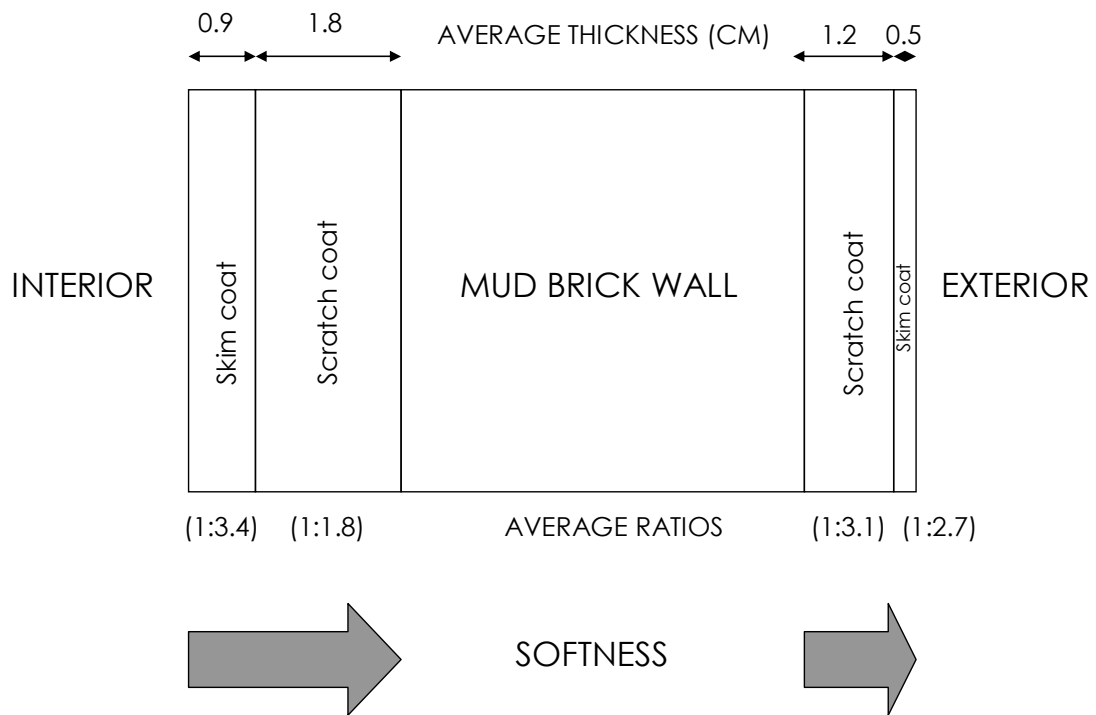 0.9
1.8
AVERAGE THICKNESS (CM)
1.2
0.5
INTERIOR
Skim coat
Scratch coat
MUD BRICK WALL
Scratch coat
Skim coat
EXTERIOR
(1:3.4)
(1:1.8)
AVERAGE RATIOS
(1:3.1)
(1:2.7)
SOFTNESS